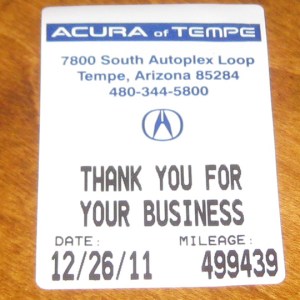 ACURA of TEMPE
7800 South Autoplex Loop
Tempe, Arizona 85284
480-344-5800
THANK YOU FOR
YOUR BUSINESS
DATE: MILEAGE:
12/26/11 499439